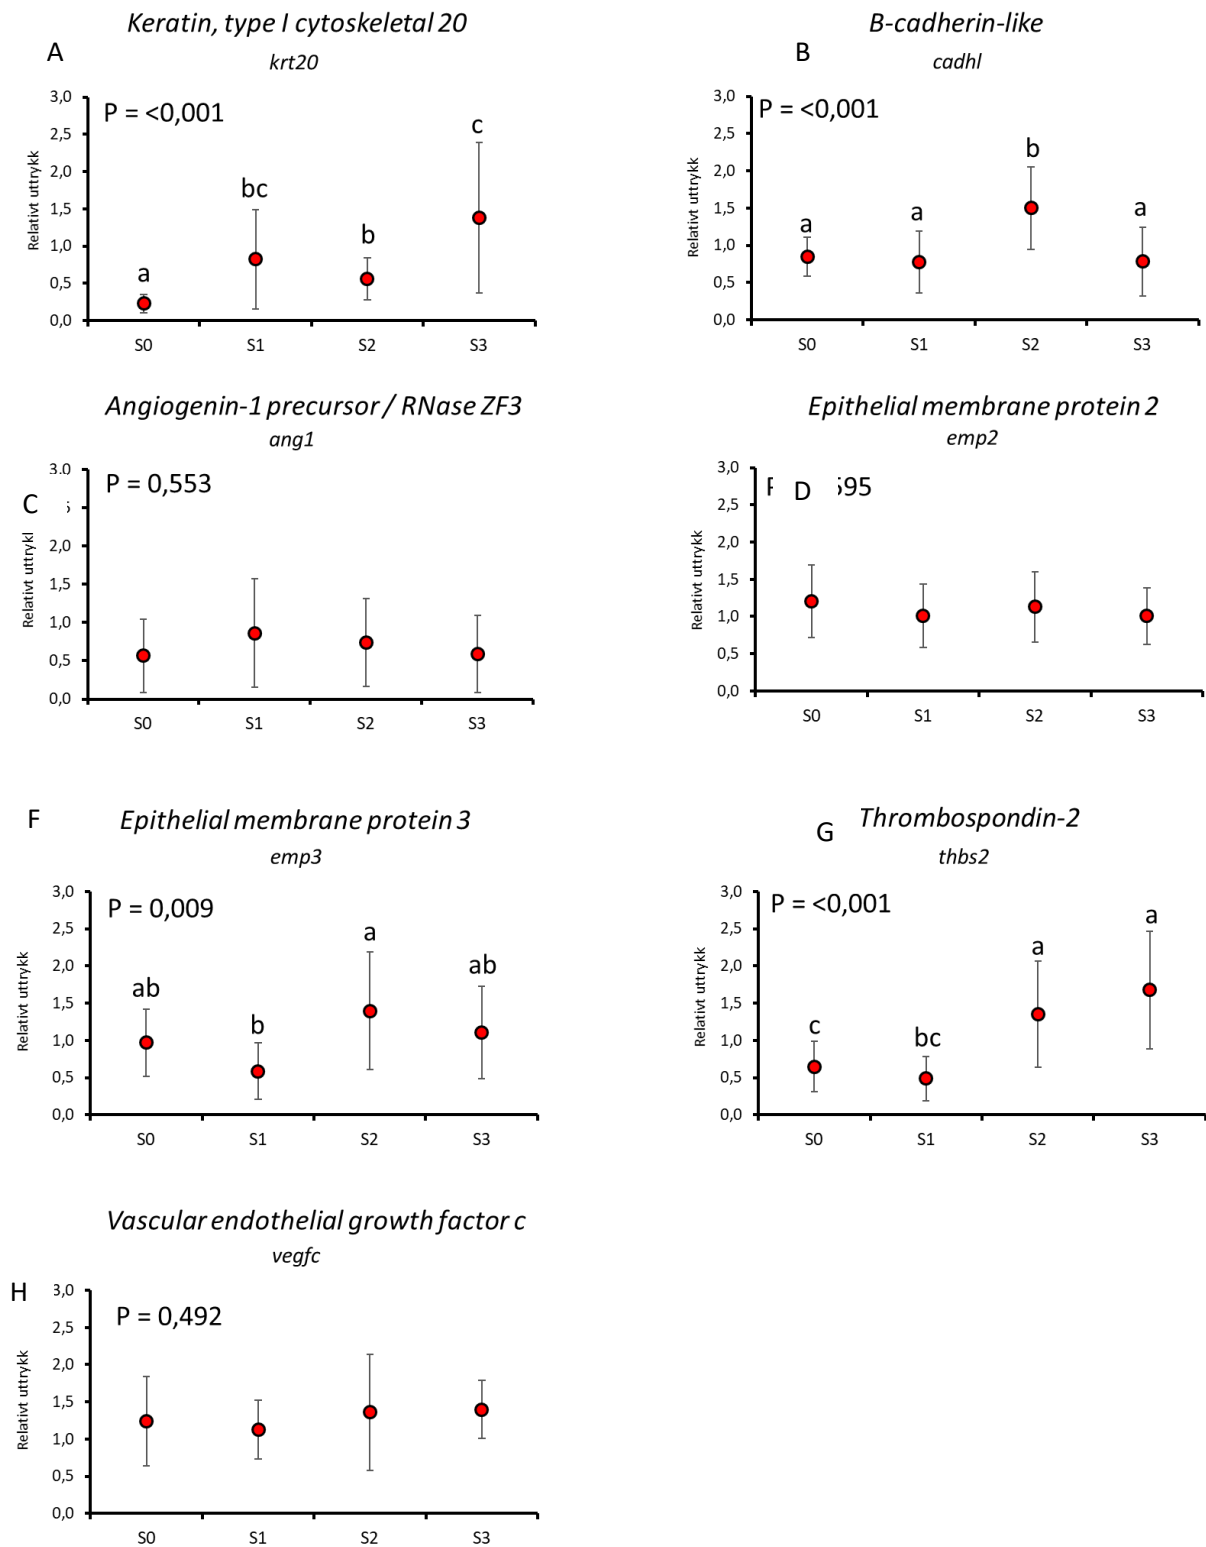 Keratin, type I cytoskeletal 20
A
krt20
P = <0,001
3,0
2,5
2,0
1,5
1,0
0,5
0,0
Relativt uttrykk
a
bc
b
c
S0 S1 S2 S3
B-cadherin-like
B
cadhl
P = <0,001
3,0
2,5
2,0
1,5
1,0
0,5
0,0
Relativt uttrykk
a
a
b
a
S0 S1 S2 S3
Angiogenin-1 precursor / RNase ZF3
ang1
C
P = 0,553
3,0
2,0
1,5
1,0
0,5
0,0
Relativt
S0 S1 S2 S3
Epithelial membrane protein 2
emp2
D
3,0
2,5
2,0
1,5
1,0
0,5
0,0
Relativt uttrykk
S0 S1 S2 S3
F
Epithelial membrane protein 3
emp3
P = 0,009
3,0
2,5
2,0
1,5
1,0
0,5
0,0
Relativt uttrykk
ab
b
a
ab
S0 S1 S2 S3
Thrombospondin-2
G
thbs2
P = <0,001
3,0
2,5
2,0
1,5
1,0
0,5
0,0
Relativt uttrykk
c
bc
a
a
S0 S1 S2 S3
Vascular endothelial growth factor c
vegfc
H
P = 0,492
3,0
2,5
2,0
1,5
1,0
0,5
0,0
Relativt uttrykk
S0 S1 S2 S3